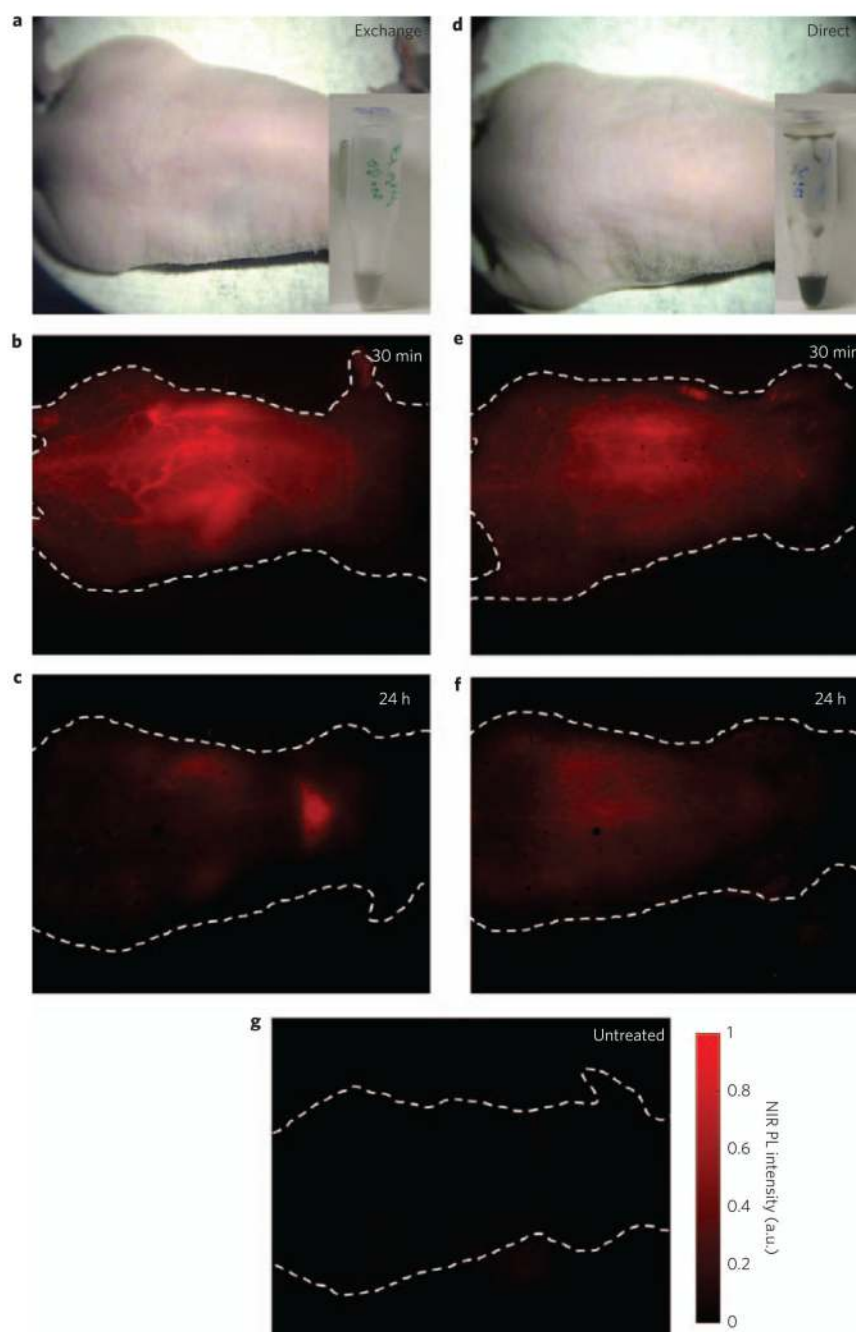 a
Exchange
d
Direct
b
30 min
e
30 min
c
24 h
f
24 h
g
Untreated
1
0.8
0.6
0.4
0.2
0
NIR PL intensity (a.u.)